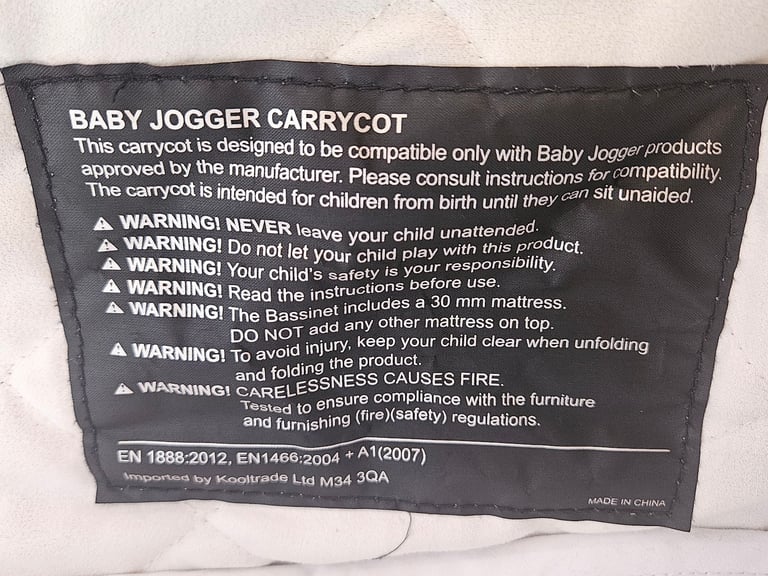 BABY JOGGER CARRYCOT
This carrycot is designed to be compatible only with Baby Jogger products
approved by the manufacturer. Please consult instructions for compatibility.
The carrycot is intended for children from birth until they can sit unaided.
WARNING! NEVER leave your child unattended.
WARNING! Do not let your child play with this product.
WARNING! Your child's safety is your responsibility.
WARNING! Read the instructions before use.
WARNING! The Bassinet includes a 30 mm mattress.
DO NOT add any other mattress on top.
WARNING! To avoid injury, keep your child clear when unfolding
and folding the product.
WARNING! CARELESSNESS CAUSES FIRE.
Tested to ensure compliance with the furniture
and furnishing (fire)(safety) regulations.
EN 1888:2012, EN1466:2004 + A1(2007)
Imported by Kooltrade Ltd M34 3QA
MADE IN CHINA